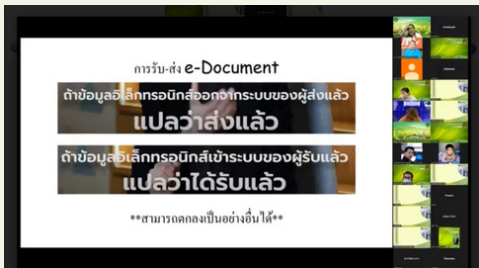 การรับ-ส่ง e-Document
ถ้าข้อมูลอิเล็กทรอนิกส์ออกจากระบบของผู้ส่งแล้ว
แปลว่าส่งแล้ว
ถ้าข้อมูลอิเล็กทรอนิกส์เข้าระบบของผู้รับแล้ว
แปลว่าได้รับแล้ว
**สามารถตกลงเป็นอย่างอื่นได้**